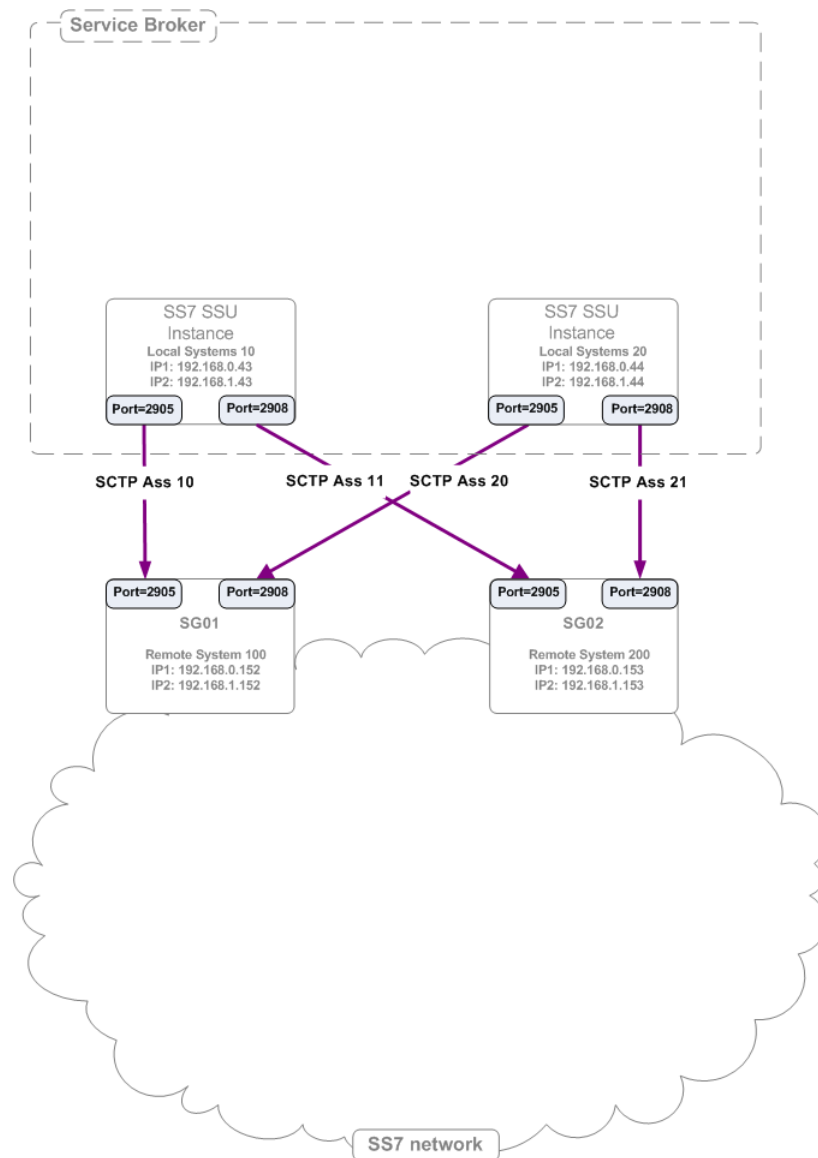 Service Broker
SS7 SSU
Instance
Local Systems 10
IP1: 192.168.0.43
IP2: 192.168.1.43
Port=2905
Port=2908
SS7 SSU
Instance
Local Systems 20
IP1: 192.168.0.44
IP2: 192.168.1.44
Port=2905
Port=2908
SCTP Ass 10
SCTP Ass 11
SCTP Ass 20
SCTP Ass 21
Port=2905
Port=2908
SG01
Remote System 100
IP1: 192.168.0.152
IP2: 192.168.1.152
Port=2905
Port=2908
SG02
Remote System 200
IP1: 192.168.0.153
IP2: 192.168.1.153
SS7 network